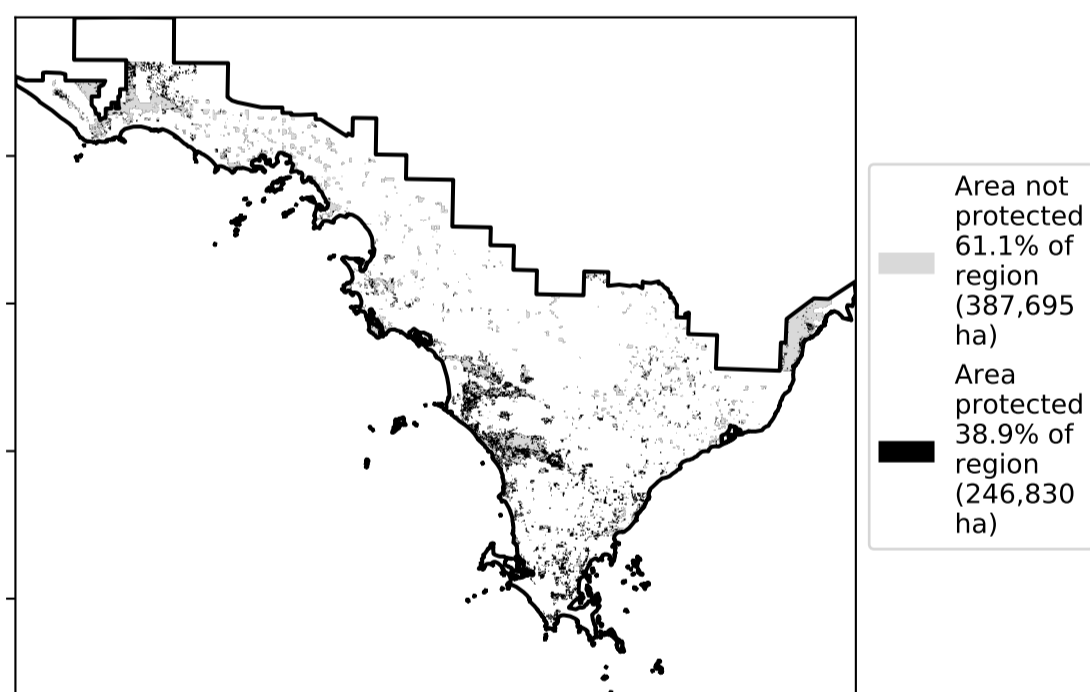 Area not
protected
61.1% of
region
(387,695
ha)
Area
protected
38.9% of
region
(246,830
ha)